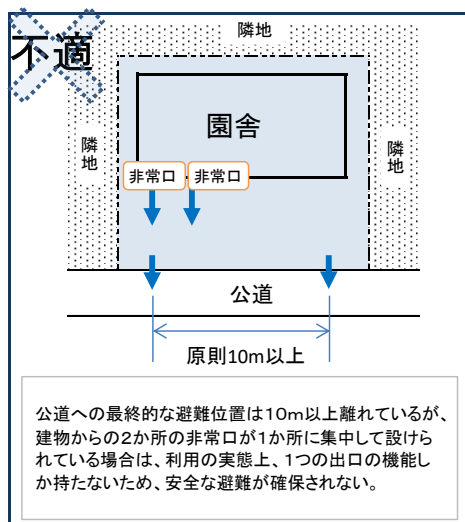 不適
隣地
園舎
隣地
隣地
非常口
非常口
公道
原則10m以上
公道への最終的な避難位置は10m以上離れているが、
建物からの2か所の非常口が1か所に集中して設けら
れている場合は、利用の実態上、1つの出口の機能し
か持たないため、安全な避難が確保されない。